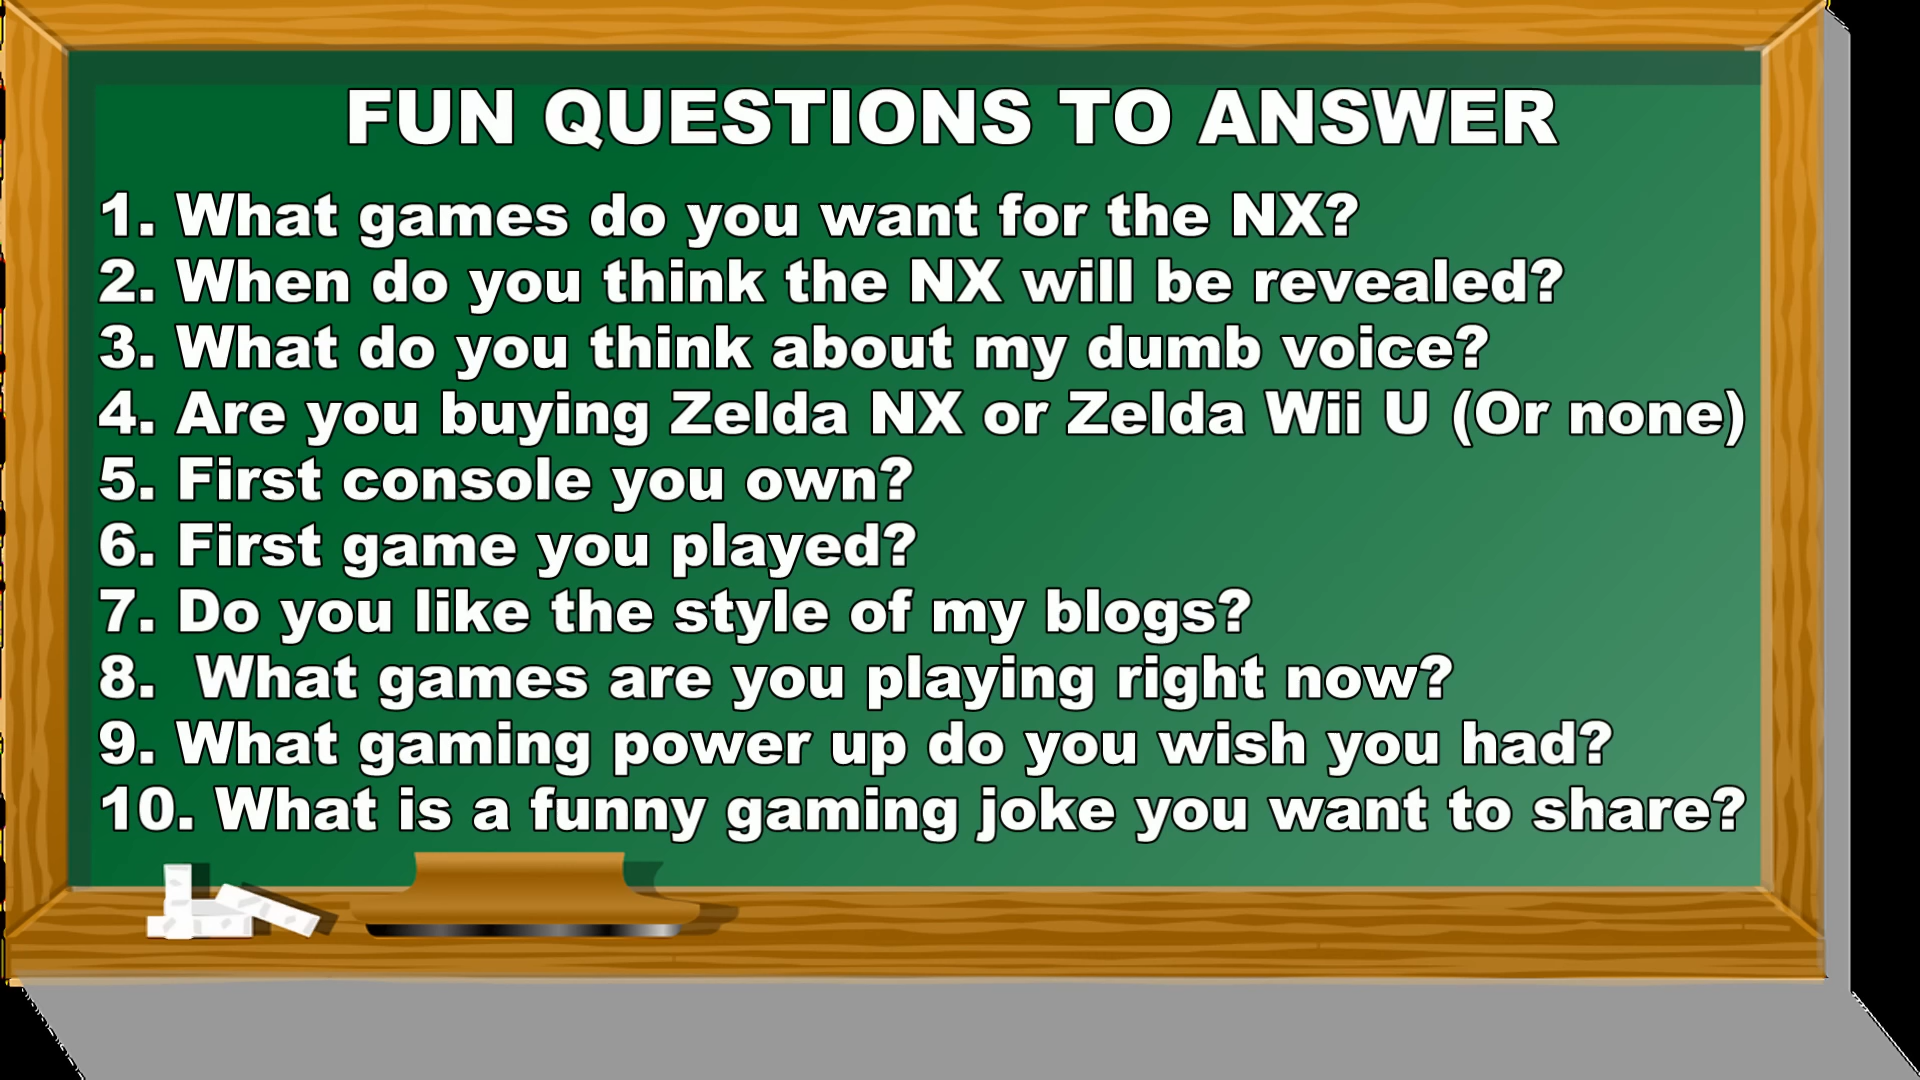 FUN QUESTIONS TO ANSWER
1. What games do you want for the NX?
2. When do you think the NX will be revealed?
3. What do you think about my dumb voice?
4. Are you buying Zelda NX or Zelda Wii U (Or none)
5. First console you own?
6. First game you played?
7. Do you like the style of my blogs?
8.  What games are you playing right now?
9. What gaming power up do you wish you had?
10. What is a funny gaming joke you want to share?